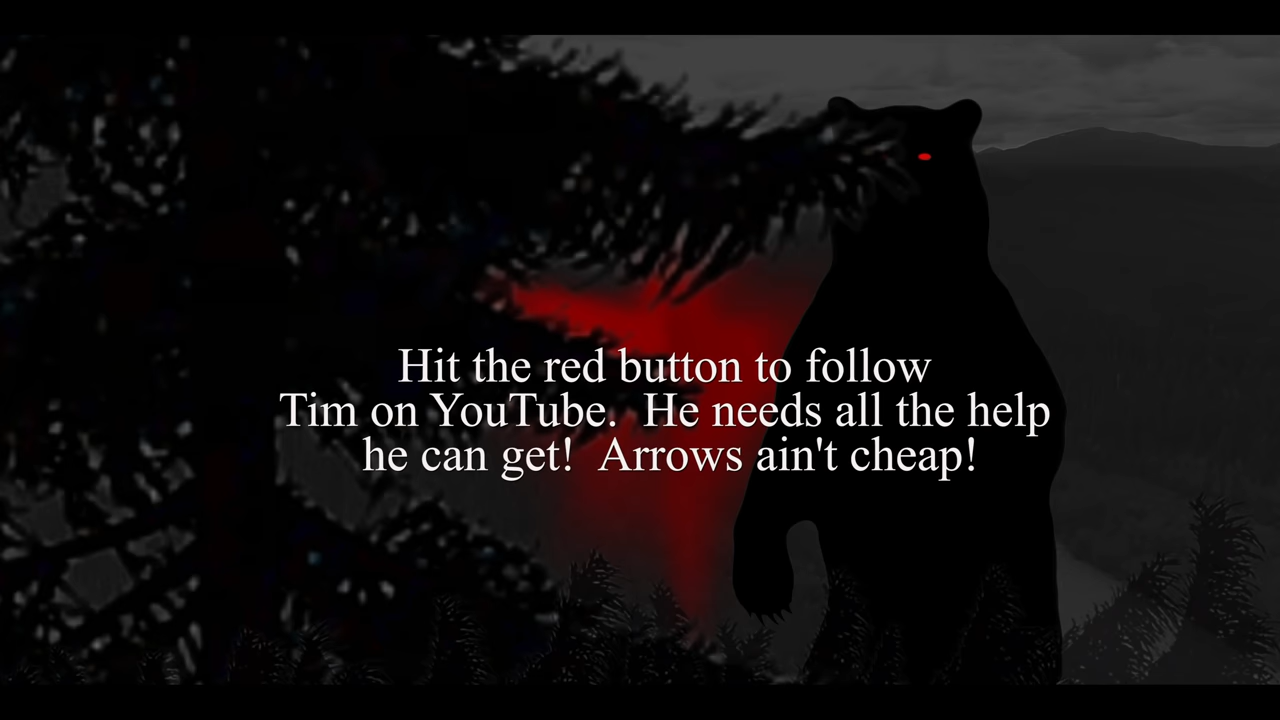 Hit the red button to follow
Tim on YouTube.  He needs all the help
he can get!  Arrows ain't cheap!